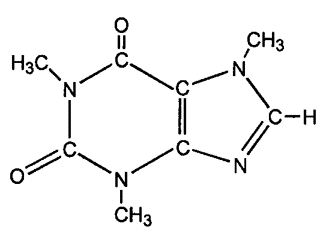 O
H3C C CH3
N C N
C C C-H
O N N
CH3